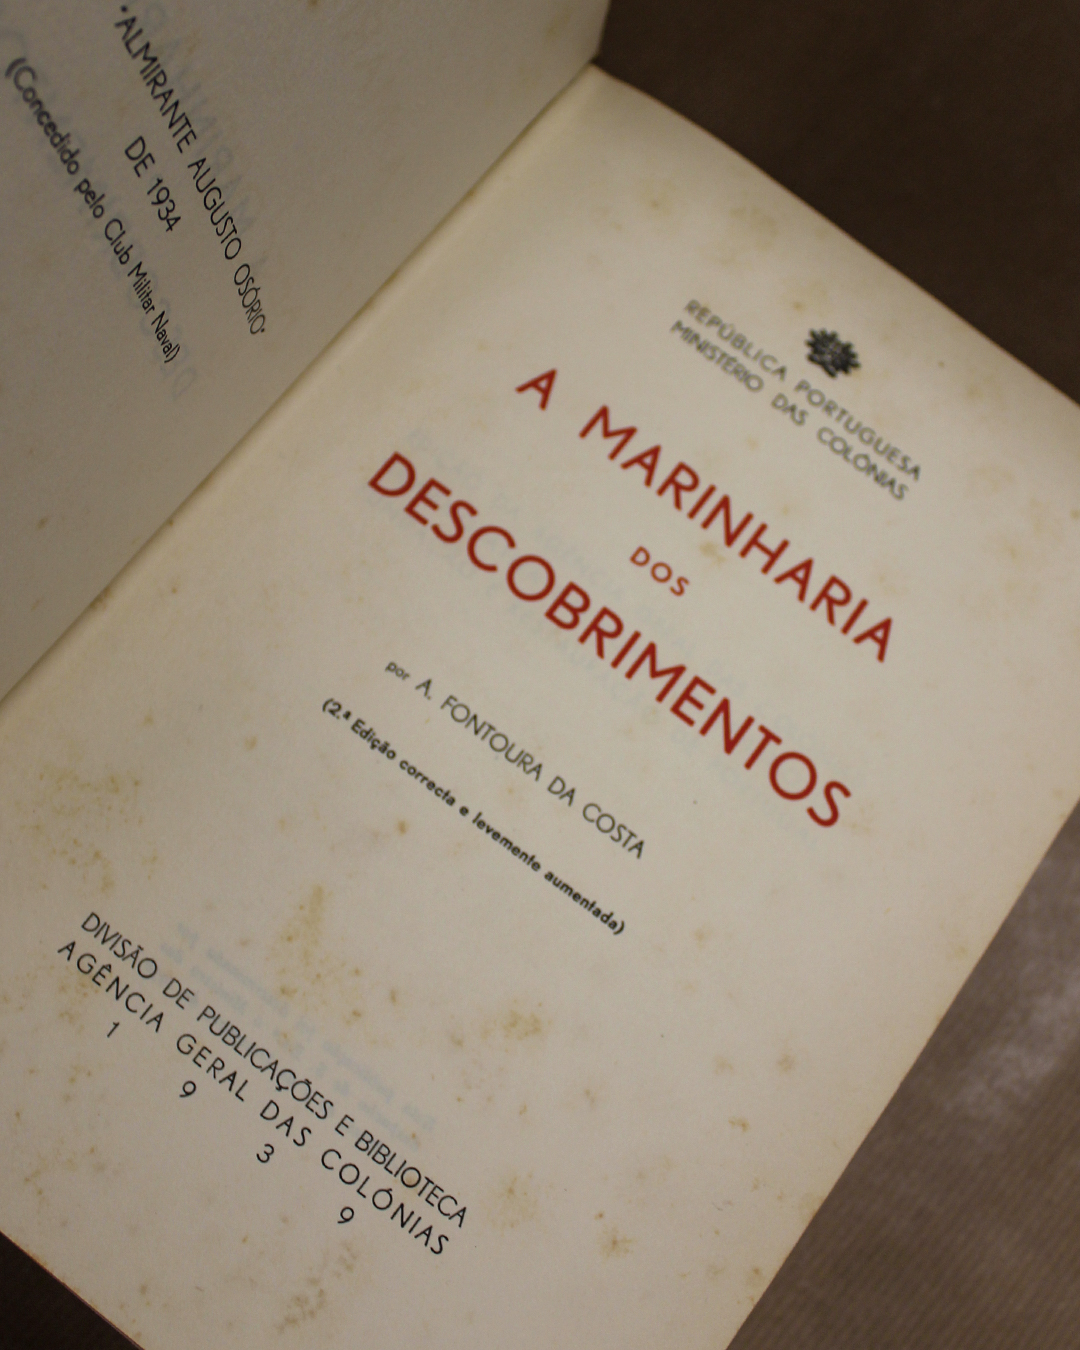 "ALMIRANTE AUGUSTO OSÓRIO"
DE 1934
(Concedido pelo Club Militar Naval)
REPÚBLICA PORTUGUESA
MINISTÉRIO DAS COLÓNIAS
A MARINHARIA
DOS
DESCOBRIMENTOS
por A. FONTOURA DA COSTA
(2.ª Edição correcta e levemente aumentada)
DIVISÃO DE PUBLICAÇÕES E BIBLIOTECA
AGÊNCIA GERAL DAS COLÓNIAS
1 9 3 9